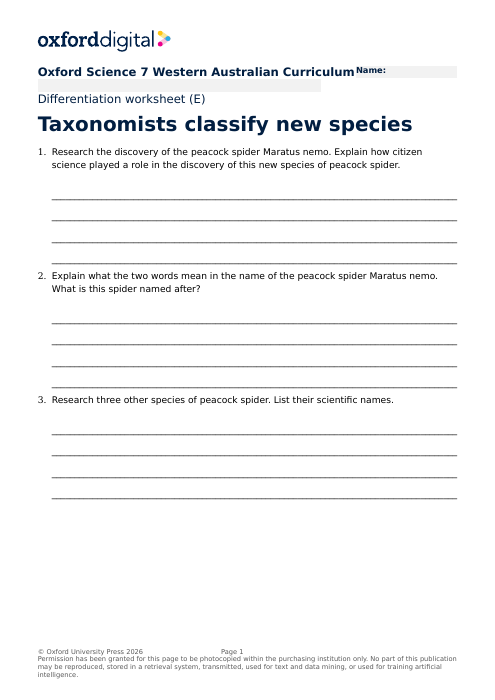 oxforddigital
Oxford Science 7 Western Australian Curriculum Name:
Differentiation worksheet (E)
Taxonomists classify new species
1. Research the discovery of the peacock spider Maratus nemo. Explain how citizen
science played a role in the discovery of this new species of peacock spider.
2. Explain what the two words mean in the name of the peacock spider Maratus nemo.
What is this spider named after?
3. Research three other species of peacock spider. List their scientific names.
© Oxford University Press 2026 Page 1
Permission has been granted for this page to be photocopied within the purchasing institution only. No part of this publication
may be reproduced, stored in a retrieval system, transmitted, used for text and data mining, or used for training artificial
intelligence.